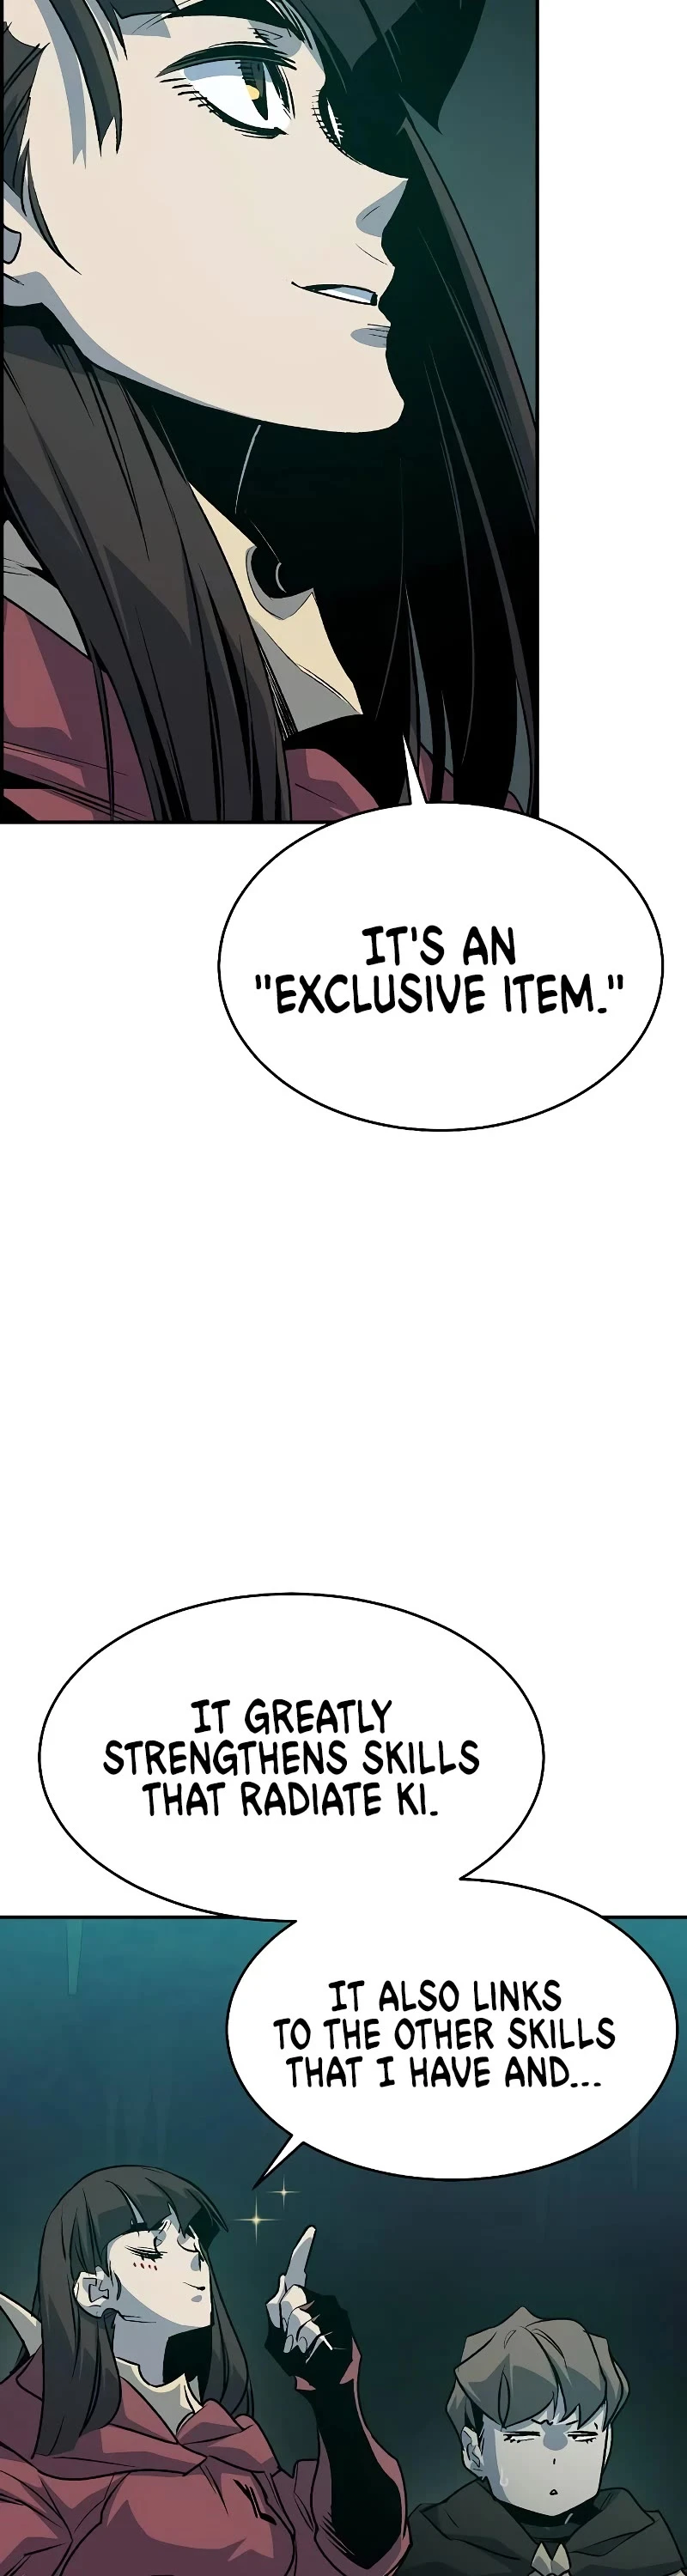 IT'S AN
"EXCLUSIVE ITEM."
IT GREATLY
STRENGTHENS SKILLS
THAT RADIATE KI.
IT ALSO LINKS
TO THE OTHER SKILLS
THAT I HAVE AND...